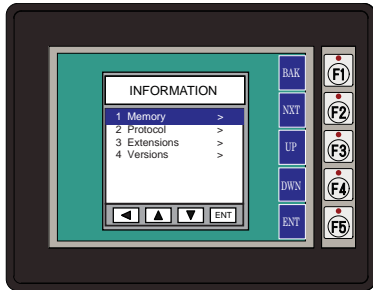 INFORMATION
1 Memory >
2 Protocol >
3 Extensions >
4 Versions >
ENT
BAK
NXT
UP
DWN
ENT
F1
F2
F3
F4
F5